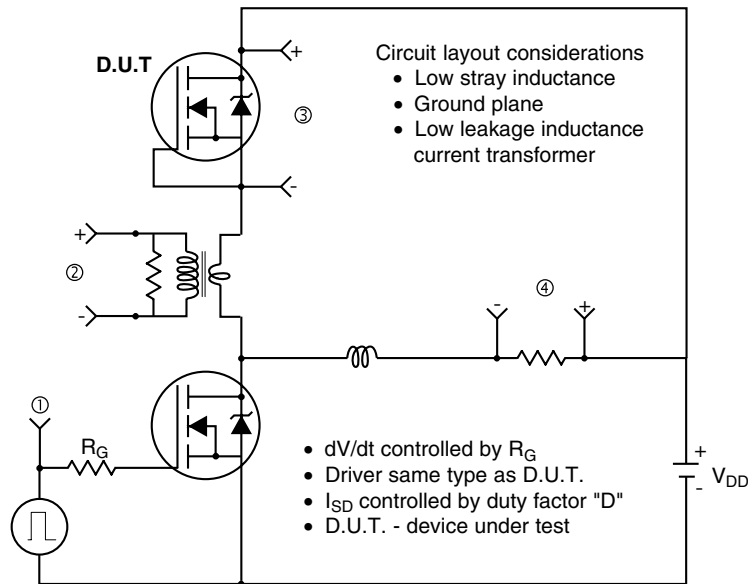 D.U.T
+
③
-
Circuit layout considerations
• Low stray inductance
• Ground plane
• Low leakage inductance
current transformer
+
②
-
④
- +
①
R_G
• dV/dt controlled by R_G
• Driver same type as D.U.T.
• I_SD controlled by duty factor "D"
• D.U.T. - device under test
+
V_DD
-